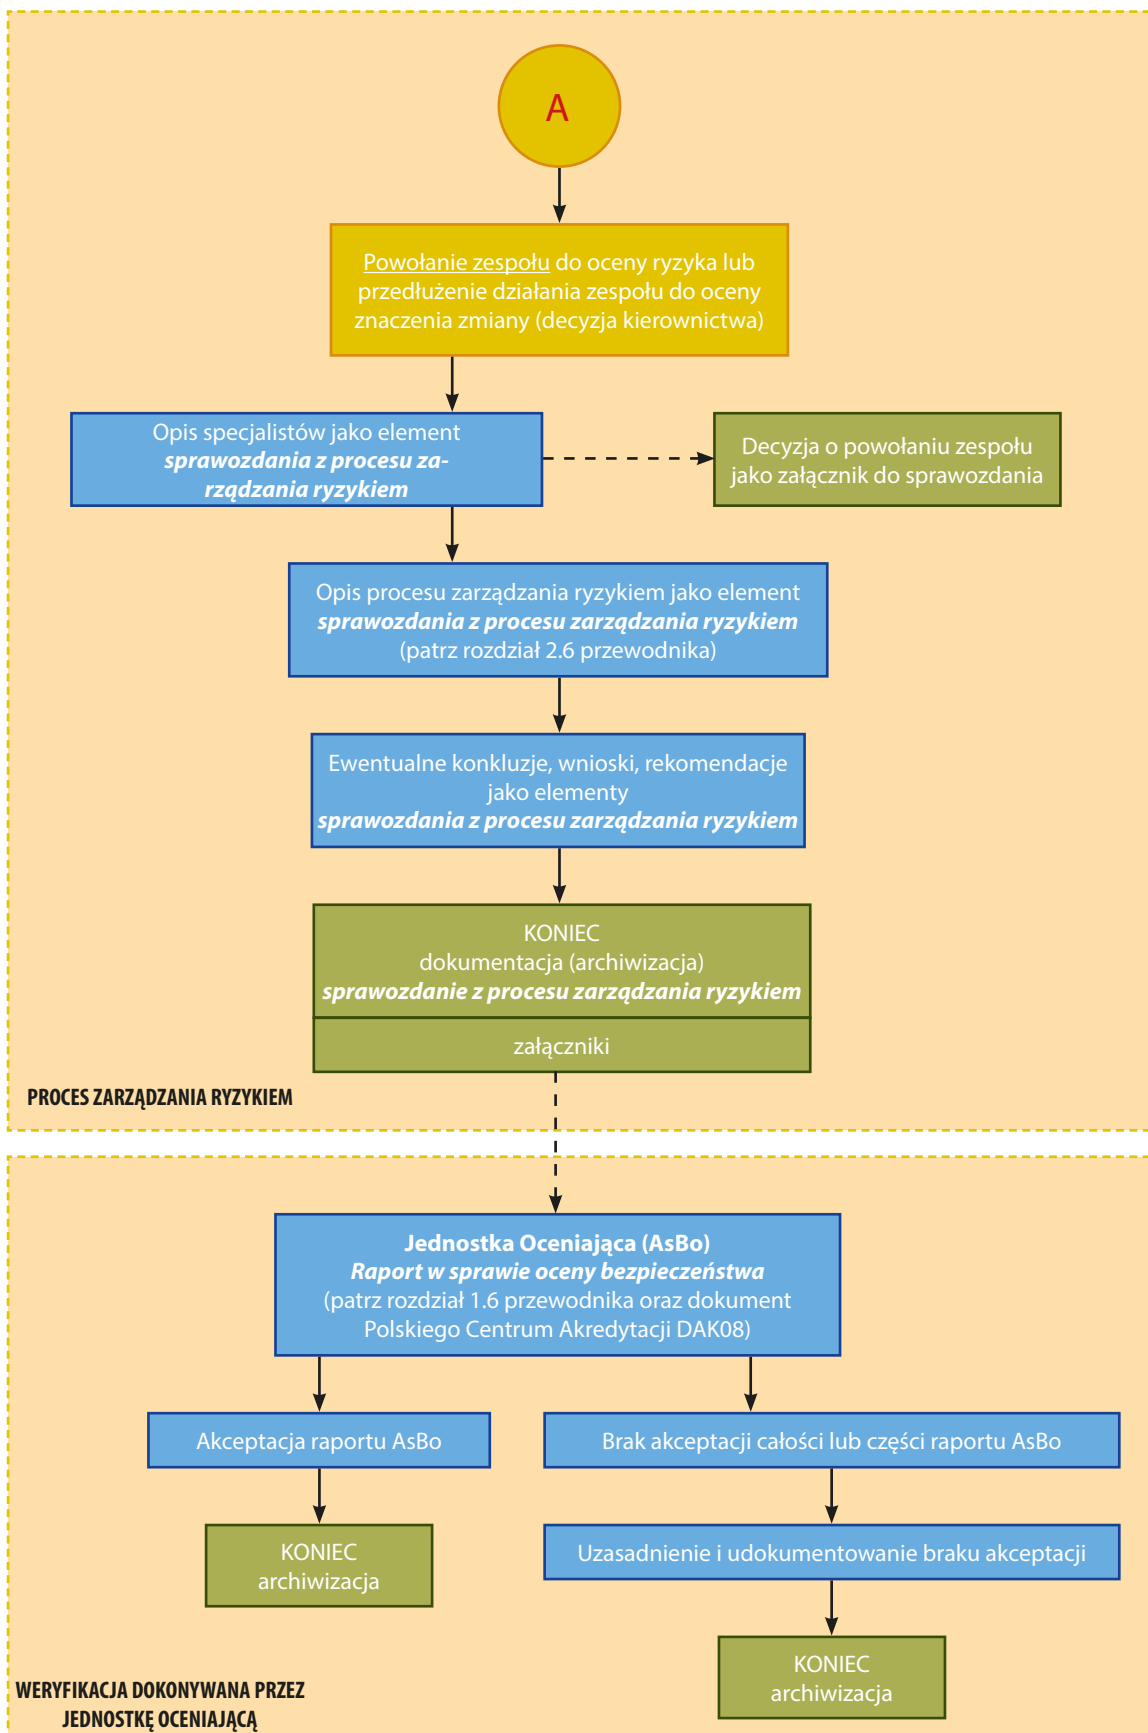 A
Powołanie zespołu do oceny ryzyka lub
przedłużenie działania zespołu do oceny
znaczenia zmiany (decyzja kierownictwa)
Opis specjalistów jako element
sprawozdania z procesu za-
rządzania ryzykiem
Decyzja o powołaniu zespołu
jako załącznik do sprawozdania
Opis procesu zarządzania ryzykiem jako element
sprawozdania z procesu zarządzania ryzykiem
(patrz rozdział 2.6 przewodnika)
Ewentualne konkluzje, wnioski, rekomendacje
jako elementy
sprawozdania z procesu zarządzania ryzykiem
KONIEC
dokumentacja (archiwizacja)
sprawozdanie z procesu zarządzania ryzykiem
załączniki
PROCES ZARZĄDZANIA RYZYKIEM
Jednostka Oceniająca (AsBo)
Raport w sprawie oceny bezpieczeństwa
(patrz rozdział 1.6 przewodnika oraz dokument
Polskiego Centrum Akredytacji DAK08)
Akceptacja raportu AsBo
Brak akceptacji całości lub części raportu AsBo
KONIEC
archiwizacja
Uzasadnienie i udokumentowanie braku akceptacji
KONIEC
archiwizacja
WERYFIKACJA DOKONYWANA PRZEZ
JEDNOSTKĘ OCENIAJĄCĄ